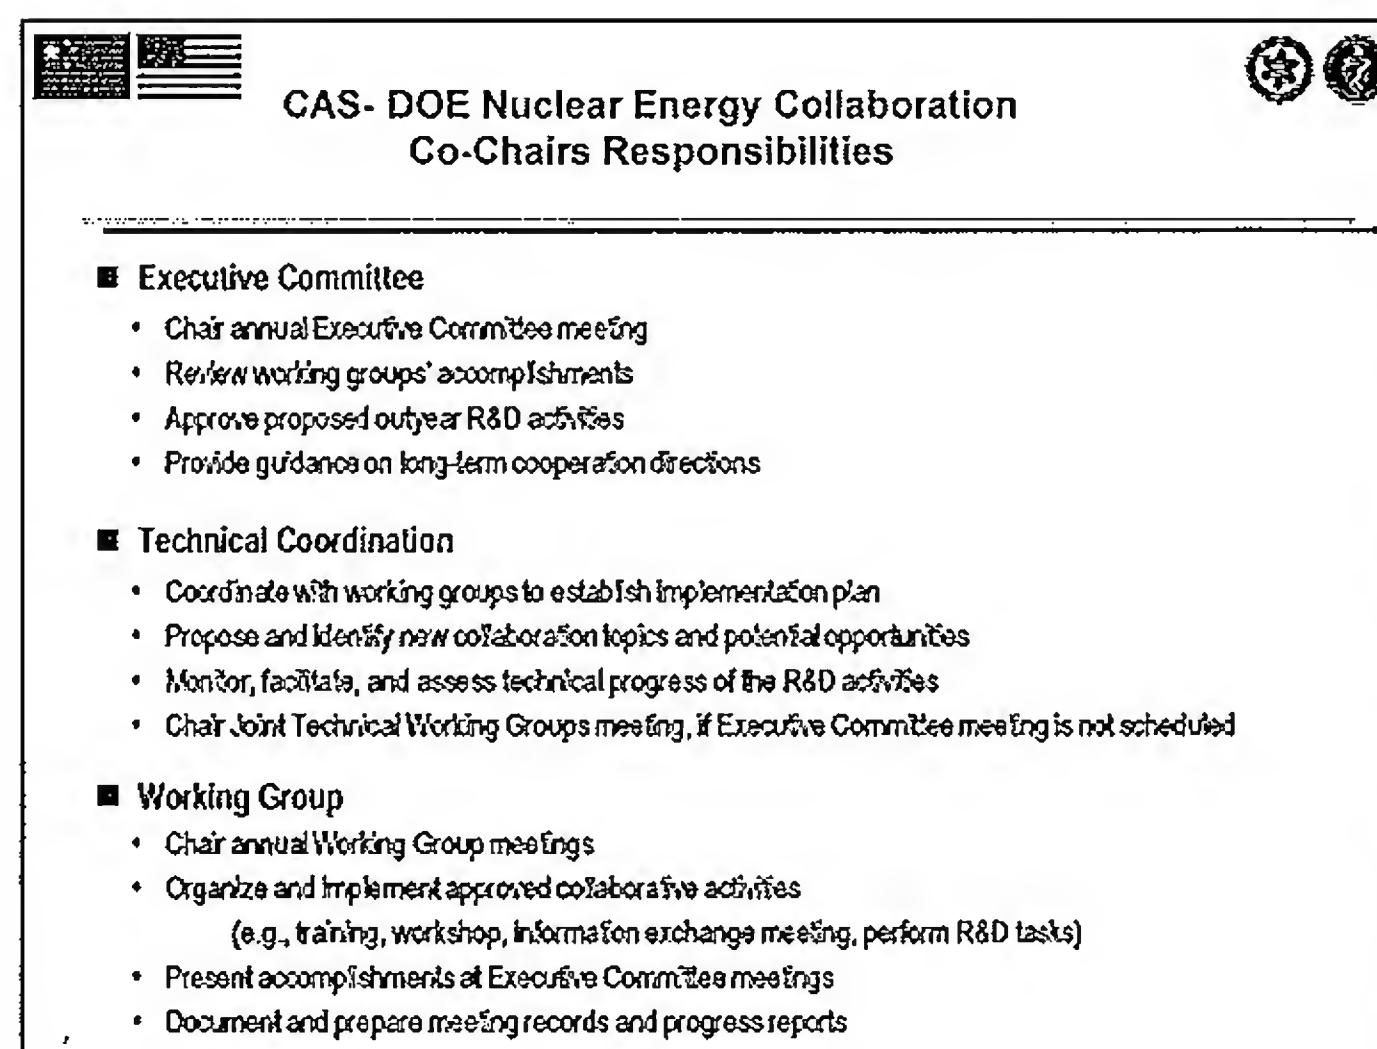 CAS- DOE Nuclear Energy Collaboration
Co-Chairs Responsibilities
■ Executive Committee
• Chair annual Executive Committee meeting
• Review working groups' accomplishments
• Approve proposed outyear R&D activities
• Provide guidance on long-term cooperation directions
■ Technical Coordination
• Coordinate with working groups to establish implementation plan
• Propose and identify new collaboration topics and potential opportunities
• Monitor, facilitate, and assess technical progress of the R&D activities
• Chair Joint Technical Working Groups meeting, if Executive Committee meeting is not scheduled
■ Working Group
• Chair annual Working Group meetings
• Organize and implement approved collaborative activities
(e.g., training, workshop, information exchange meeting, perform R&D tasks)
• Present accomplishments at Executive Committee meetings
• Document and prepare meeting records and progress reports